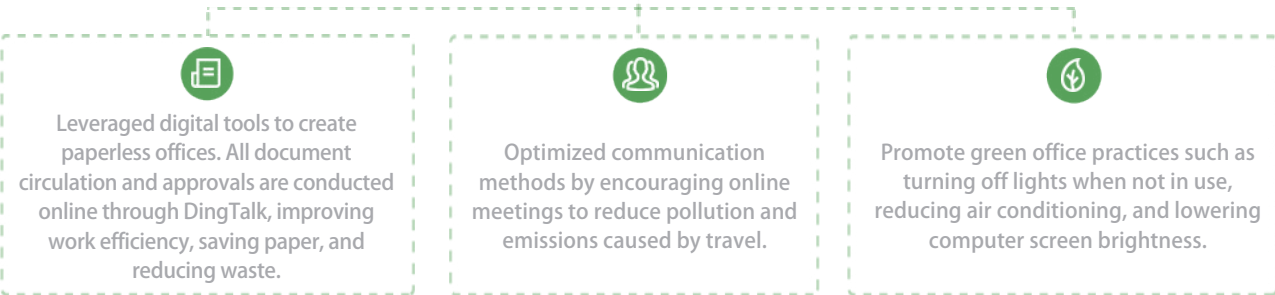 Leveraged digital tools to create
paperless offices. All document
circulation and approvals are conducted
online through DingTalk, improving
work efficiency, saving paper, and
reducing waste.
Optimized communication
methods by encouraging online
meetings to reduce pollution and
emissions caused by travel.
Promote green office practices such as
turning off lights when not in use,
reducing air conditioning, and lowering
computer screen brightness.